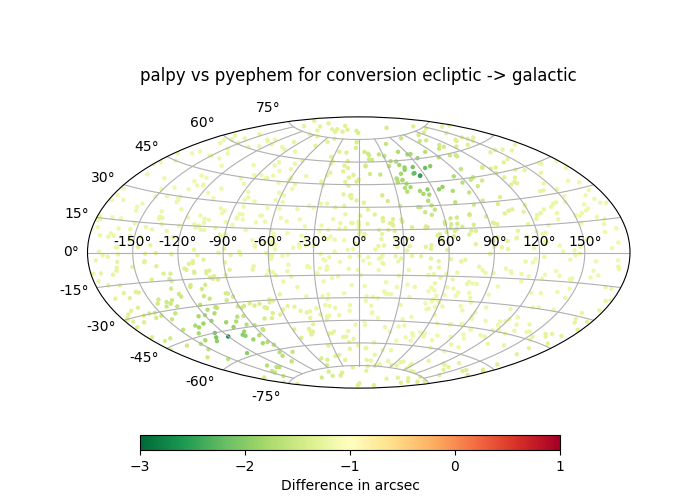 palpy vs pyephem for conversion ecliptic -> galactic
75°
60°
45°
30°
15°
-150° -120° -90° -60° -30° 0° 30° 60° 90° 120° 150°
0°
-15°
-30°
-45°
-60°
-75°
−3 −2 −1 0 1
Difference in arcsec